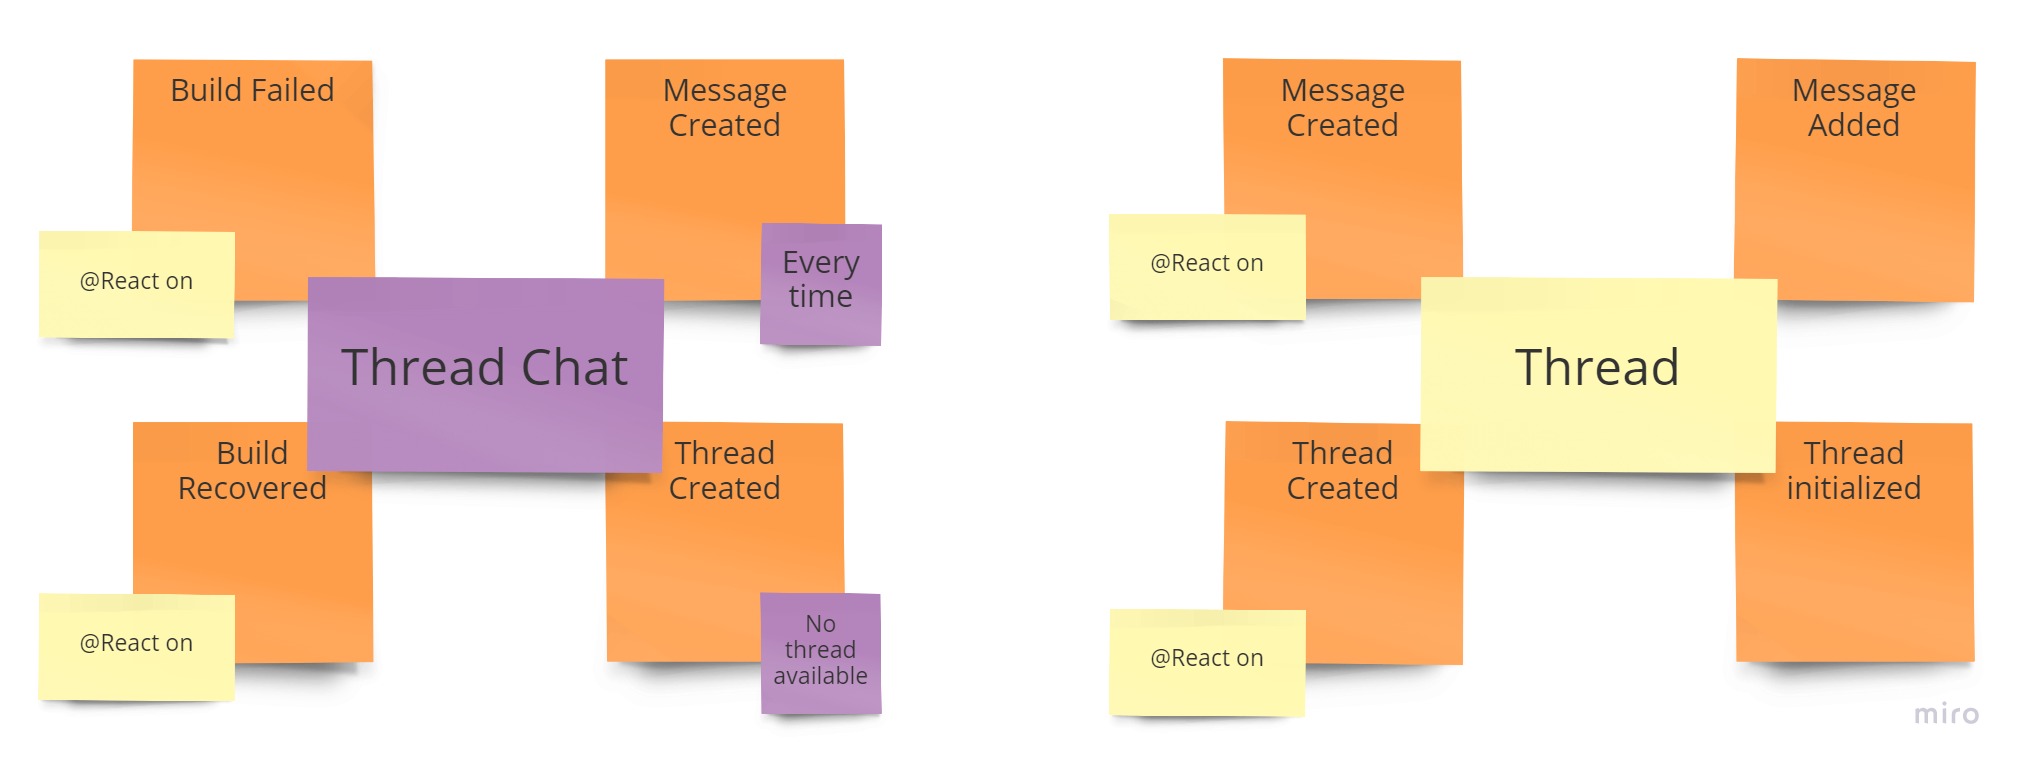 Build Failed
@React on
Message
Created
Every
time
Thread Chat
Build
Recovered
@React on
Thread
Created
No
thread
available
Message
Created
@React on
Message
Added
Thread
Thread
Created
@React on
Thread
initialized
miro